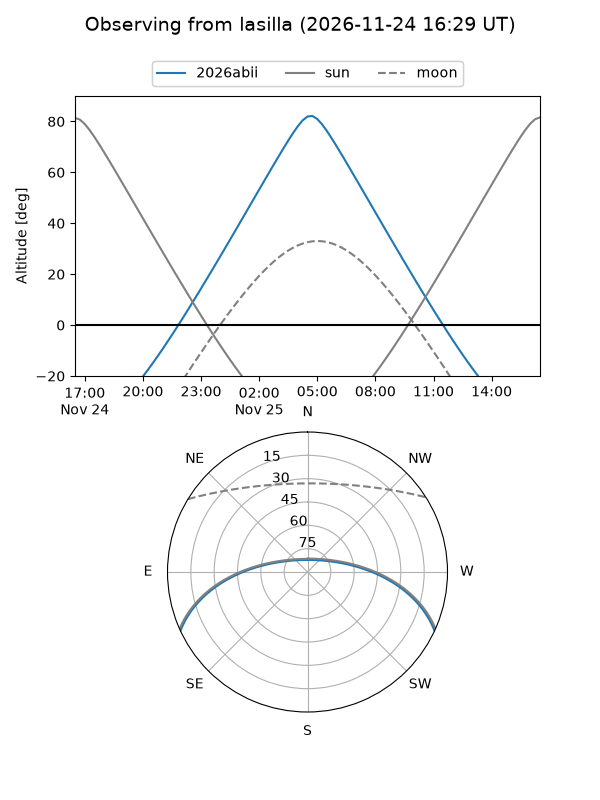 Observing from lasilla (2026-11-24 16:29 UT)
2026abii sun moon
Altitude [deg]
80
60
40
20
0
−20
17:00 20:00 23:00 02:00 05:00 08:00 11:00 14:00
Nov 24 Nov 25
N
NE NW
15
30
45
60
75
E W
SE SW
S